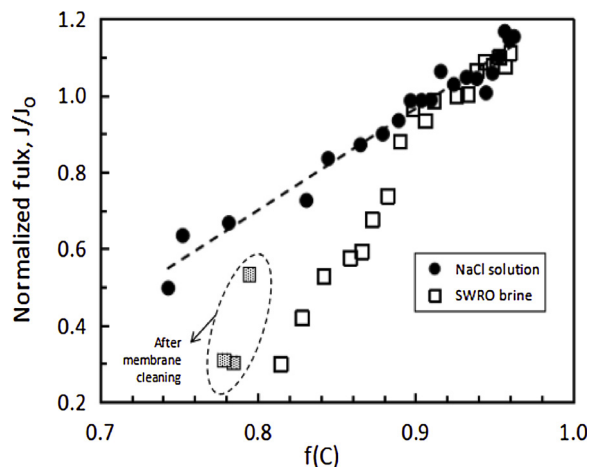 Normalized fulx, J/J₀
1.2
1.0
0.8
0.6
0.4
0.2
NaCl solution
SWRO brine
After
membrane
cleaning
0.7
0.8
0.9
1.0
f(C)